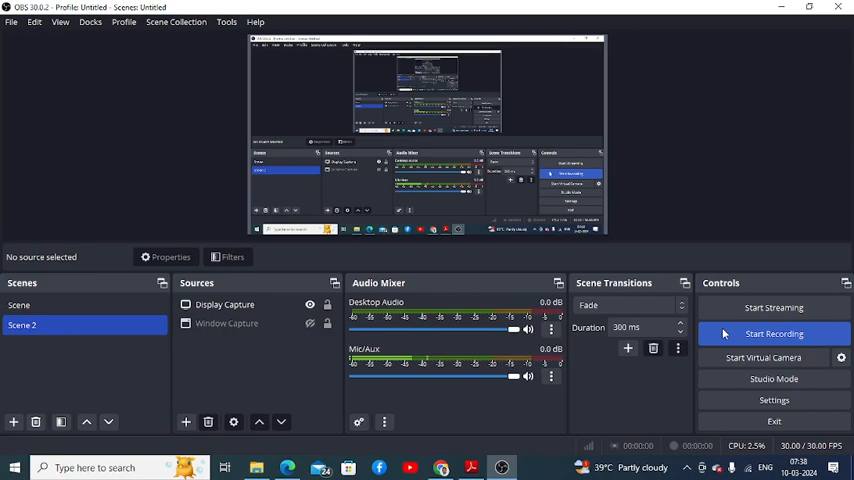 OBS 30.0.2 - Profile: Untitled - Scenes: Untitled
File Edit View Docks Profile Scene Collection Tools Help
No source selected Properties Filters
Scenes
Scene
Scene 2
Sources
Display Capture
Window Capture
Audio Mixer
Desktop Audio 0.0 dB
-60 -55 -50 -45 -40 -35 -30 -25 -20 -15 -10 -5 0
Mic/Aux 0.0 dB
-60 -55 -50 -45 -40 -35 -30 -25 -20 -15 -10 -5 0
Scene Transitions
Fade
Duration 300 ms
Controls
Start Streaming
Start Recording
Start Virtual Camera
Studio Mode
Settings
Exit
00:00:00 00:00:00 CPU: 2.5% 30.00 / 30.00 FPS
Type here to search 24 39°C Partly cloudy ENG 07:38
10-03-2024